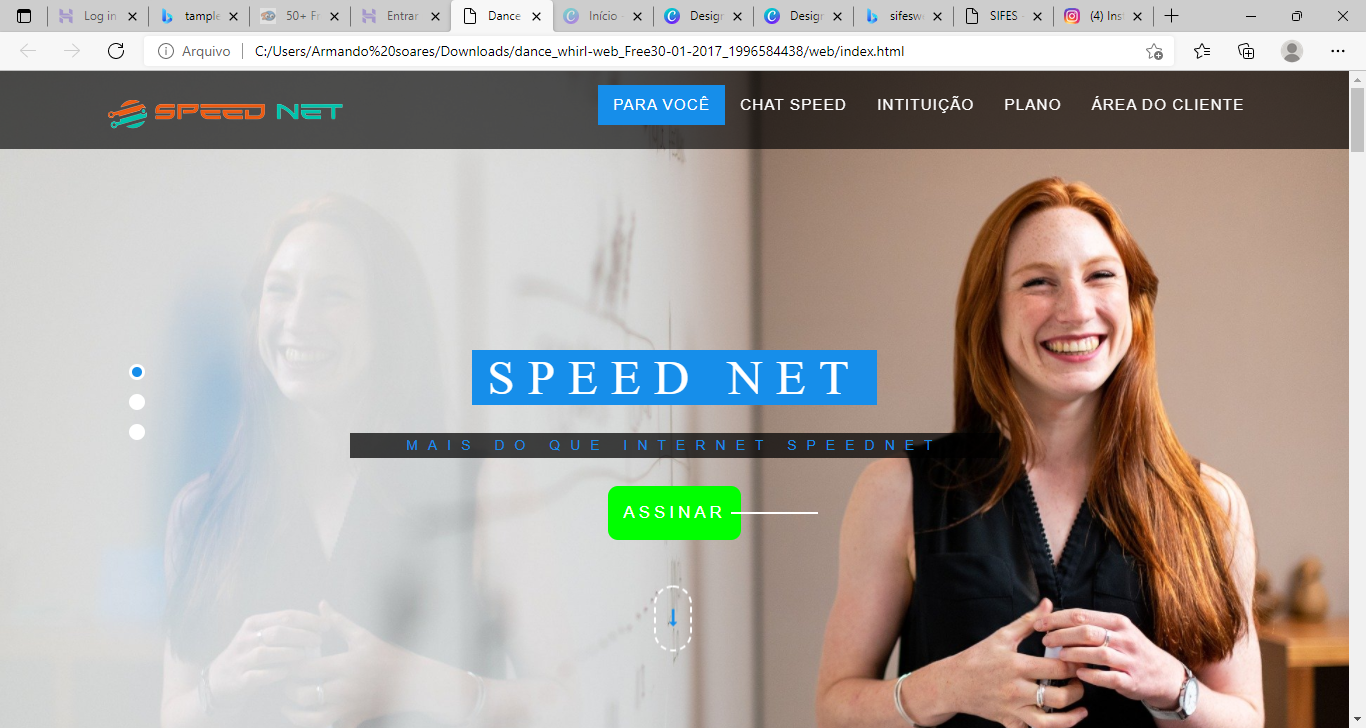 Log in
temple
50+ Fr
Entrar
Dance
Início
Design
Design
sifesw
SIFES -
(4) Inst
Arquivo
C:/Users/Armando%20soares/Downloads/dance_whirl-web_Free30-01-2017_1996584438/web/index.html
SPEED NET
PARA VOCÊ
CHAT SPEED
INTITUIÇÃO
PLANO
ÁREA DO CLIENTE
SPEED NET
MAIS DO QUE INTERNET SPEEDNET
ASSINAR